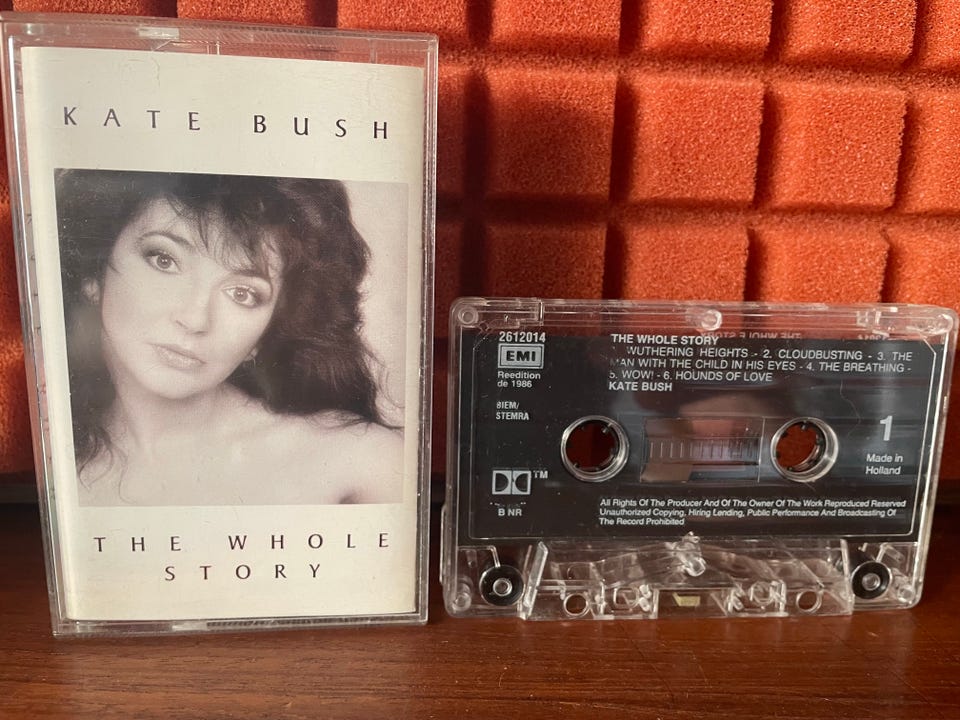 KATE BUSH
THE WHOLE
STORY
2612014
EMI
Reedition
de 1986
BIEM/
STEMRA
THE WHOLE STORY
WUTHERING HEIGHTS - 2. CLOUDBUSTING - 3. THE
MAN WITH THE CHILD IN HIS EYES - 4. THE BREATHING -
5. WOW! - 6. HOUNDS OF LOVE
KATE BUSH
1
Made in
Holland
TM
B NR
All Rights Of The Producer And Of The Owner Of The Work Reproduced Reserved
Unauthorized Copying, Hiring Lending, Public Performance And Broadcasting Of
The Record Prohibited